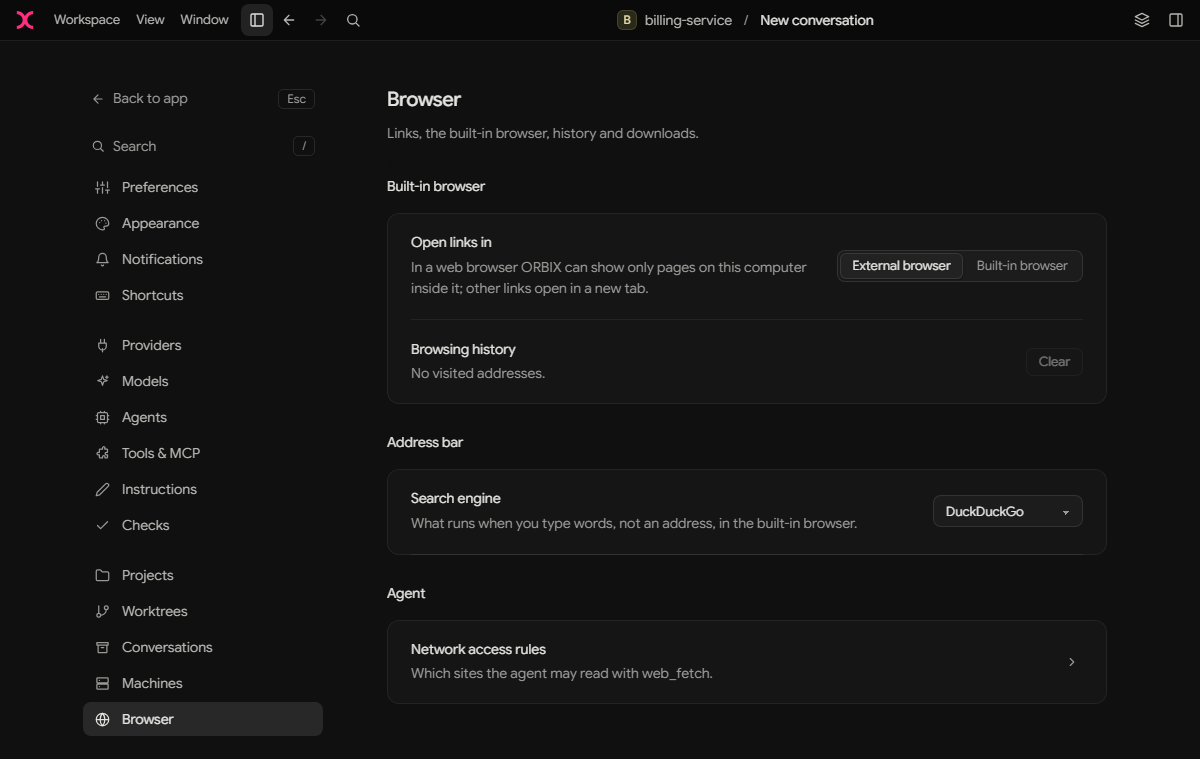 Workspace View Window
B billing-service / New conversation
Back to app Esc
Search /
Preferences
Appearance
Notifications
Shortcuts
Providers
Models
Agents
Tools & MCP
Instructions
Checks
Projects
Worktrees
Conversations
Machines
Browser
Browser
Links, the built-in browser, history and downloads.
Built-in browser
Open links in
In a web browser ORBIX can show only pages on this computer
inside it; other links open in a new tab.
External browser Built-in browser
Browsing history
No visited addresses.
Clear
Address bar
Search engine
What runs when you type words, not an address, in the built-in browser.
DuckDuckGo
Agent
Network access rules
Which sites the agent may read with web_fetch.